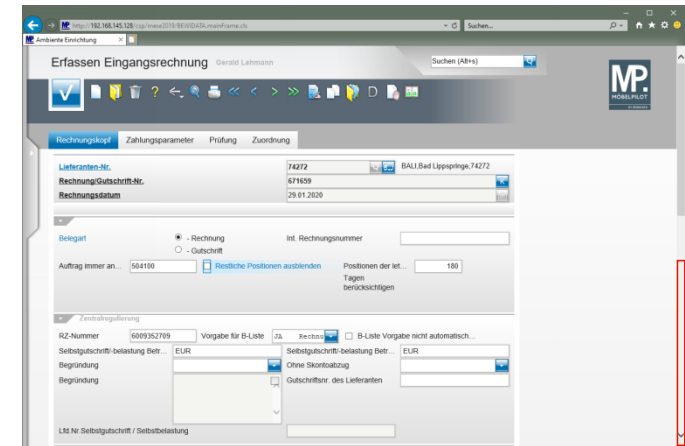 http://192.168.145.128/csp/mase2019/BEWIDATA.mainFrame.cls
Suchen...
Ambiente Einrichtung
Erfassen Eingangsrechnung Gerald Lehmann
Suchen (Alt+s)
MP.
MÖBELPILOT
Rechnungskopf Zahlungsparameter Prüfung Zuordnung
Lieferanten-Nr. 74272 BALI,Bad Lippspringe,74272
Rechnung/Gutschrift-Nr. 671659
Rechnungsdatum 29.01.2020
Belegart - Rechnung Int. Rechnungsnummer
- Gutschrift
Auftrag immer an... 504100 Restliche Positionen ausblenden Positionen der let... 180
Tagen
berücksichtigen
Zentralregulierung
RZ-Nummer 6009352709 Vorgabe für B-Liste JA Rechnu B-Liste Vorgabe nicht automatisch...
Selbstgutschrift/-belastung Betr... EUR Selbstgutschrift/-belastung Betr... EUR
Begründung Ohne Skontoabzug
Begründung Gutschriftsnr. des Lieferanten
Lfd.Nr.Selbstgutschrift / Selbstbelastung